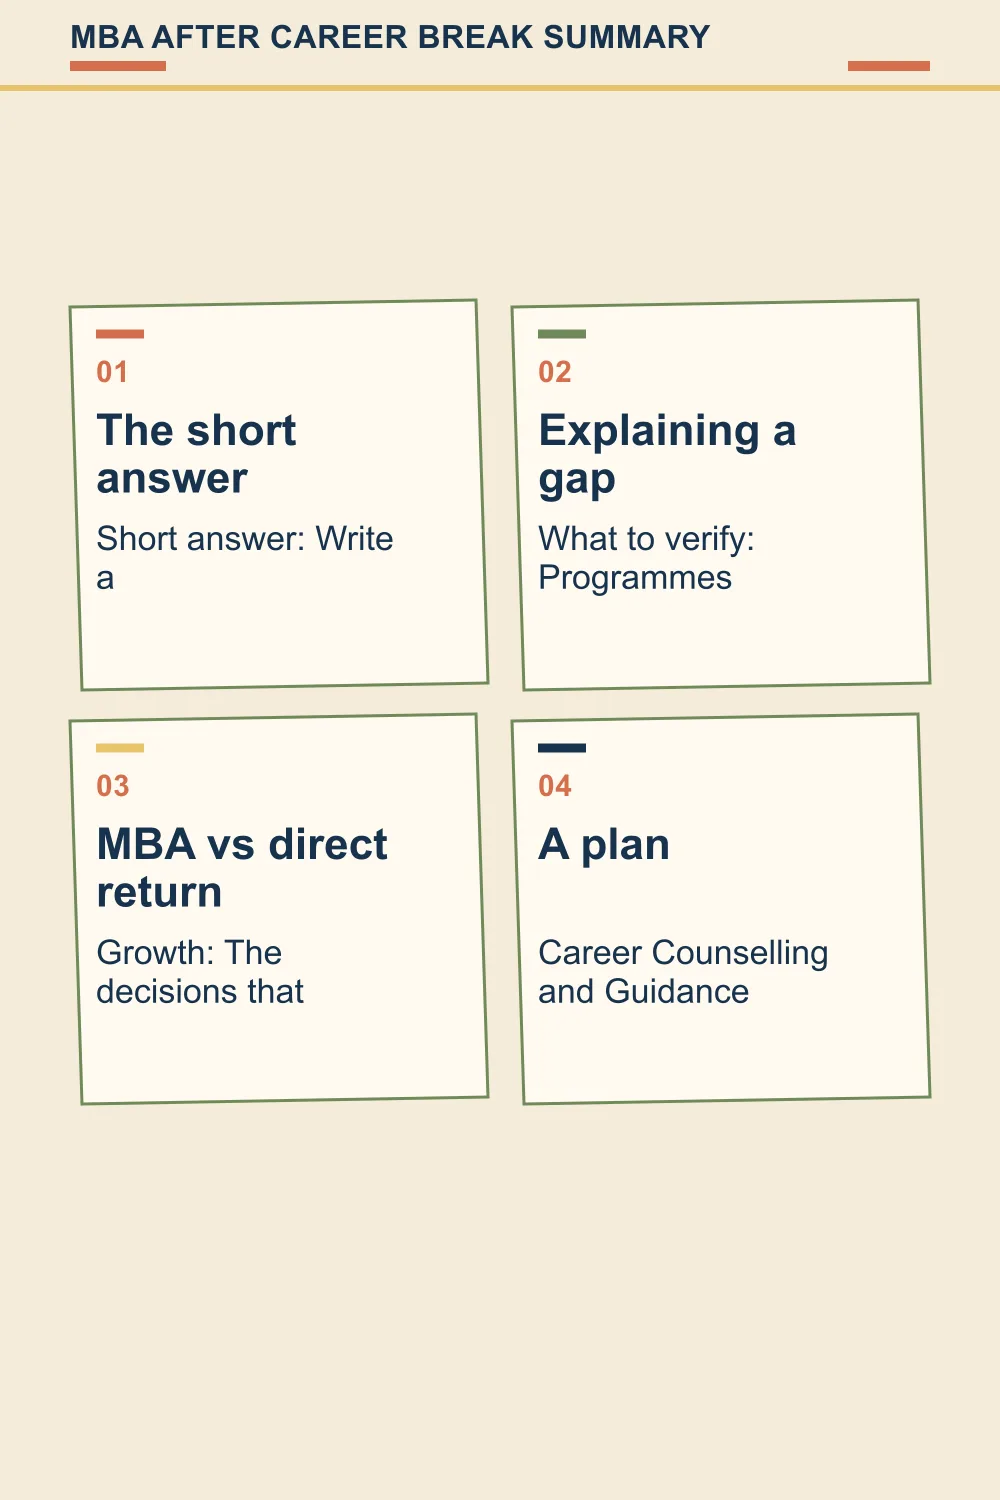 MBA AFTER CAREER BREAK SUMMARY
01
The short
answer
Short answer: Write
a
02
Explaining a
gap
What to verify:
Programmes
03
MBA vs direct
return
Growth: The
decisions that
04
A plan
Career Counselling
and Guidance